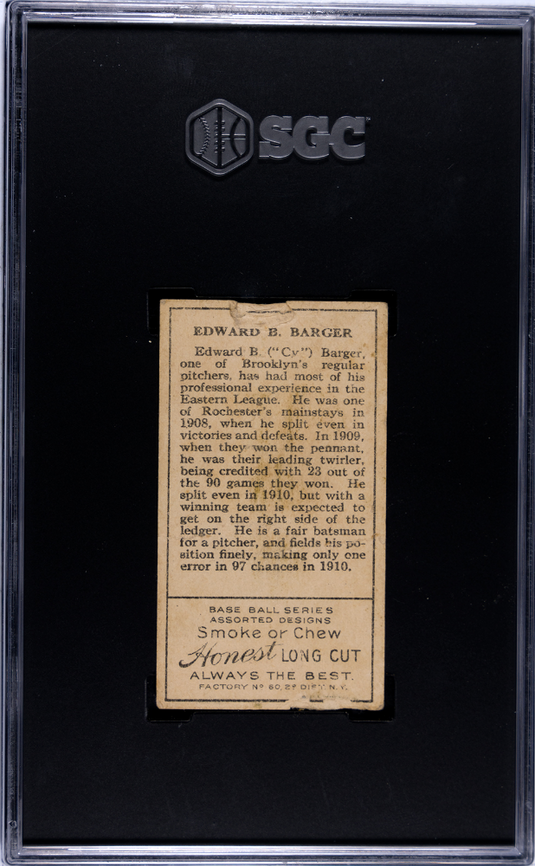 SGC
EDWARD B. BARGER
Edward B. ("Cy") Barger,
one of Brooklyn's regular
pitchers, has had most of his
professional experience in the
Eastern League. He was one
of Rochester's mainstays in
1908, when he split even in
victories and defeats. In 1909,
when they won the pennant,
he was their leading twirler,
being credited with 23 out of
the 90 games they won. He
split even in 1910, but with a
winning team is expected to
get on the right side of the
ledger. He is a fair batsman
for a pitcher, and fields his po-
sition finely, making only one
error in 97 chances in 1910.
BASE BALL SERIES
ASSORTED DESIGNS
Smoke or Chew
Honest LONG CUT
ALWAYS THE BEST.
FACTORY Nº 30, 2ᴰ DIST. N.Y.